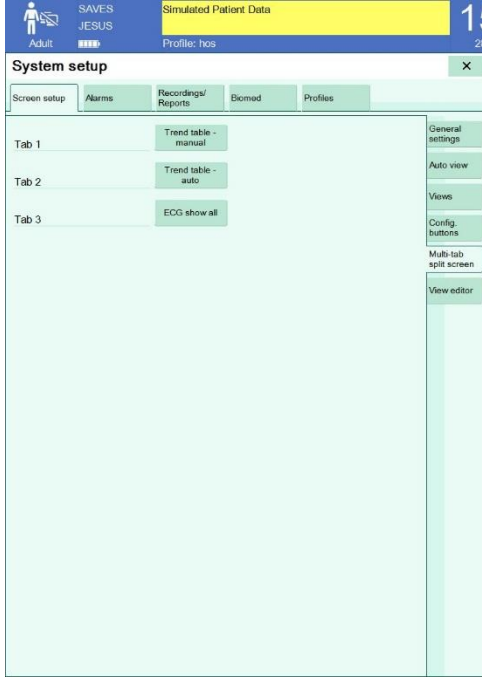 SAVES
Simulated Patient Data
JESUS
Adult
Profile: hos
System setup
×
Screen setup
Alarms
Recordings/
Reports
Biomed
Profiles
Tab 1
Trend table -
manual
Tab 2
Trend table -
auto
Tab 3
ECG show all
General
settings
Auto view
Views
Config.
buttons
Multi-tab
split screen
View editor